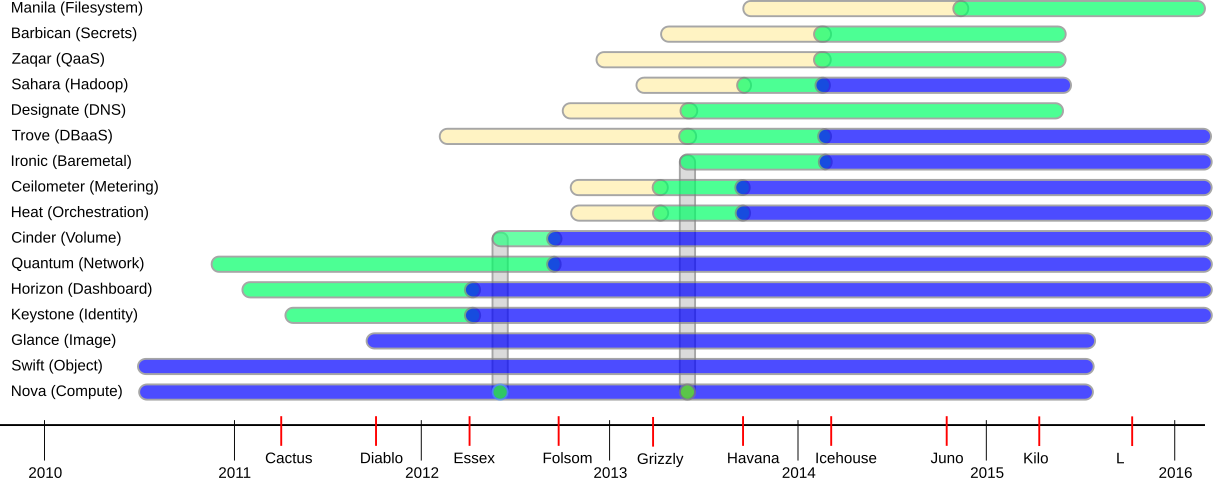 Manila (Filesystem)
Barbican (Secrets)
Zaqar (QaaS)
Sahara (Hadoop)
Designate (DNS)
Trove (DBaaS)
Ironic (Baremetal)
Ceilometer (Metering)
Heat (Orchestration)
Cinder (Volume)
Quantum (Network)
Horizon (Dashboard)
Keystone (Identity)
Glance (Image)
Swift (Object)
Nova (Compute)
Cactus Diablo Essex Folsom Grizzly Havana Icehouse Juno Kilo L
2010 2011 2012 2013 2014 2015 2016